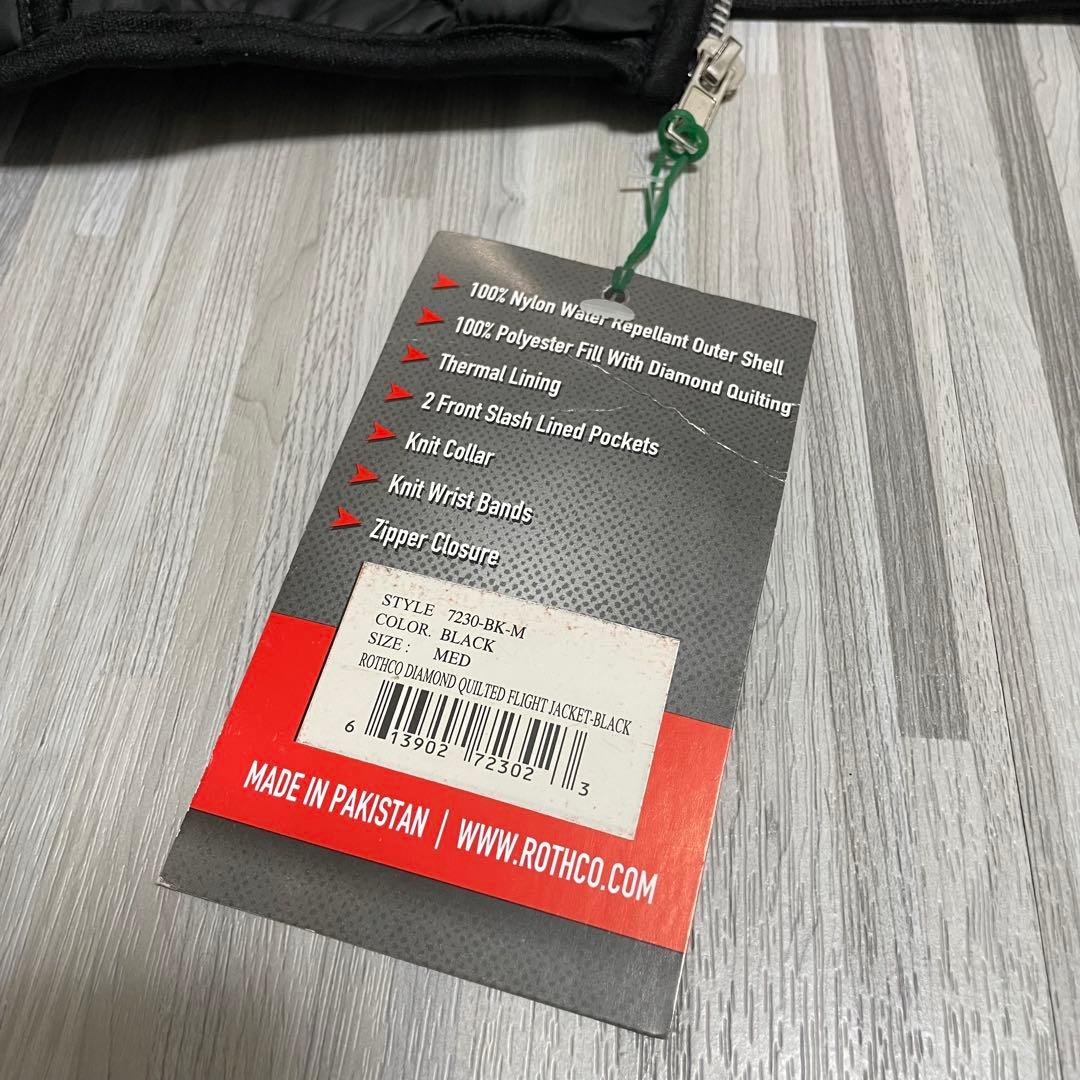 100% Nylon Water Repellant Outer Shell
100% Polyester Fill With Diamond Quilting
Thermal Lining
2 Front Slash Lined Pockets
Knit Collar
Knit Wrist Bands
Zipper Closure
STYLE 7230-BK-M
COLOR. BLACK
SIZE : MED
ROTHCO DIAMOND QUILTED FLIGHT JACKET-BLACK
6 13902 72302 3
MADE IN PAKISTAN | WWW.ROTHCO.COM